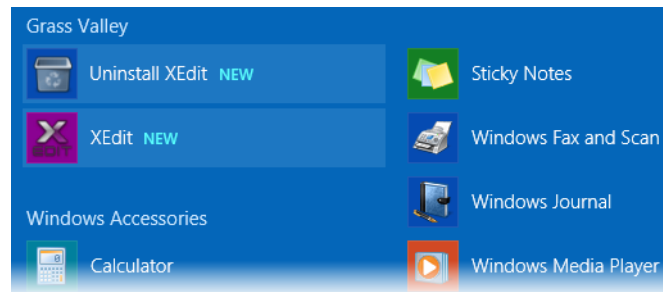 Grass Valley
Uninstall XEdit NEW
XEdit NEW
Windows Accessories
Calculator
Sticky Notes
Windows Fax and Scan
Windows Journal
Windows Media Player